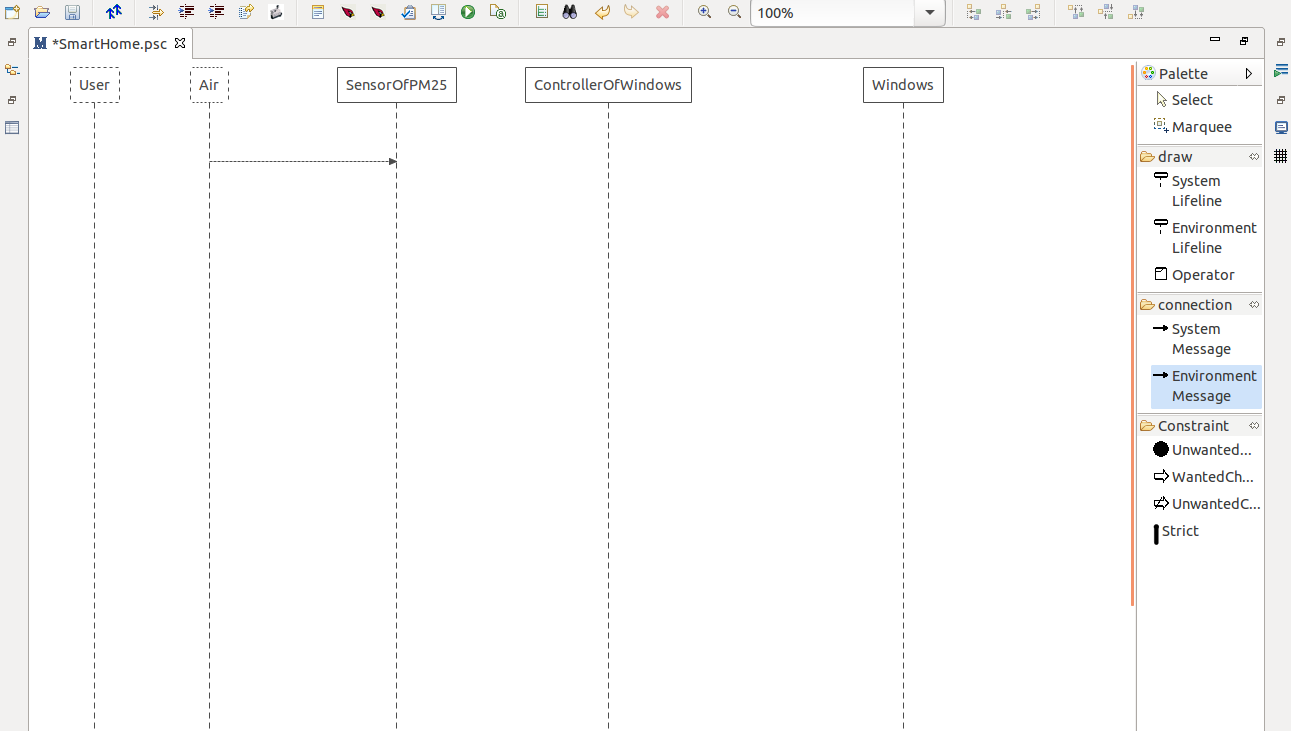 100%
*SmartHome.psc
User
Air
SensorOfPM25
ControllerOfWindows
Windows
Palette
Select
Marquee
draw
System
Lifeline
Environment
Lifeline
Operator
connection
System
Message
Environment
Message
Constraint
Unwanted...
WantedCh...
UnwantedC...
Strict